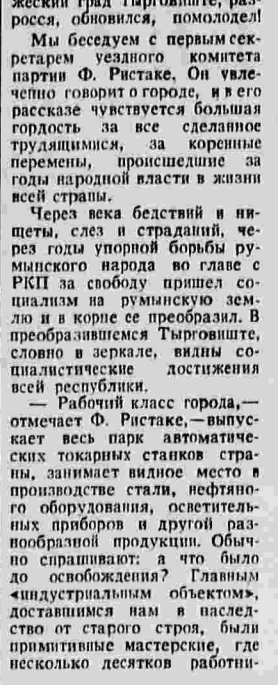 жеский град Тырговиште, раз-
росся, обновился, помолодел!
Мы беседуем с первым сек-
ретарем уездного комитета
партии Ф. Ристаке. Он увле-
ченно говорит о городе, и в его
рассказе чувствуется большая
гордость за все сделанное
трудящимися, за коренные
перемены, происшедшие за
годы народной власти в жизни
всей страны.
Через века бедствий и ни-
щеты, слез и страданий, че-
рез годы упорной борьбы ру-
мынского народа во главе с
РКП за свободу пришел со-
циализм на румынскую зем-
лю и в корне ее преобразил. В
преобразившемся Тырговиште,
словно в зеркале, видны со-
циалистические достижения
всей республики.
— Рабочий класс города,—
отмечает Ф. Ристаке,—выпус-
кает весь парк автоматиче-
ских токарных станков стра-
ны, занимает видное место в
производстве стали, нефтяно-
го оборудования, осветитель-
ных приборов и другой раз-
нообразной продукции. Обыч-
но спрашивают: а что было
до освобождения? Главным
«индустриальным объектом»,
доставшимся нам в наслед-
ство от старого строя, были
примитивные мастерские, где
несколько десятков работни-